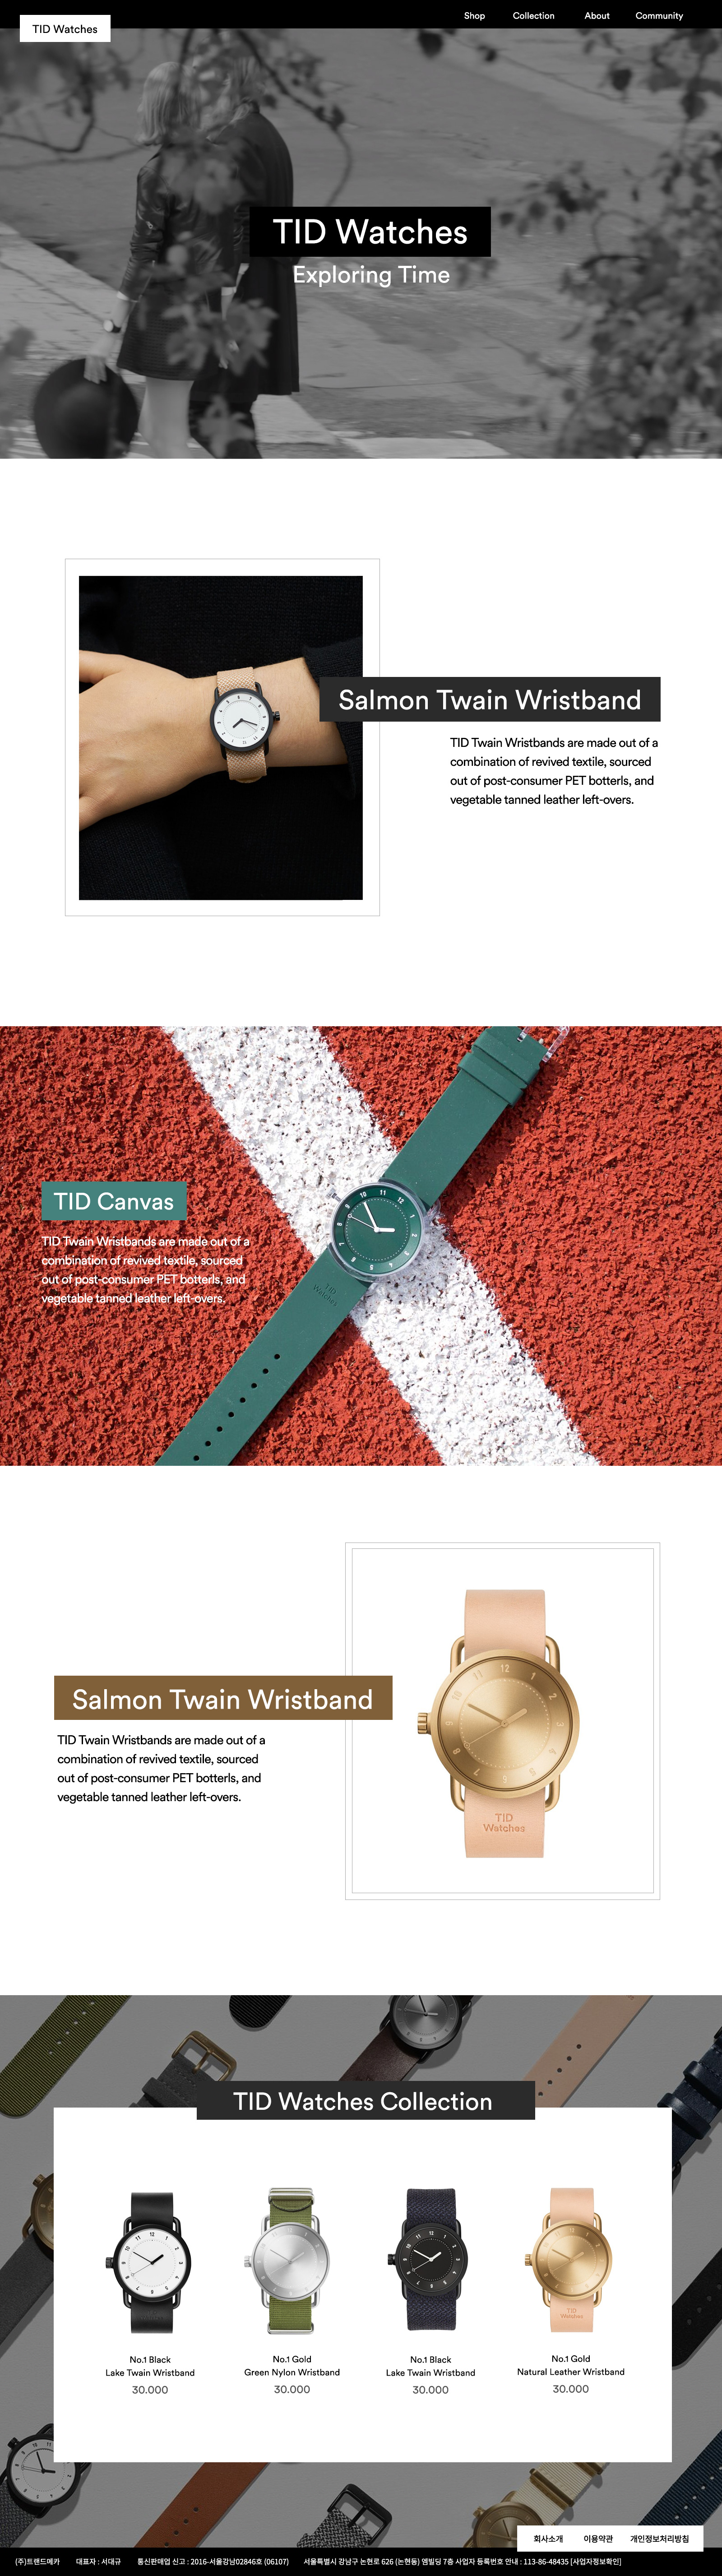 TID Watches
Shop Collection About Community
TID Watches
Exploring Time
Salmon Twain Wristband
TID Twain Wristbands are made out of a
combination of revived textile, sourced
out of post-consumer PET botterls, and
vegetable tanned leather left-overs.
TID Canvas
TID Twain Wristbands are made out of a
combination of revived textile, sourced
out of post-consumer PET botterls, and
vegetable tanned leather left-overs.
TID
Watches
Salmon Twain Wristband
TID Twain Wristbands are made out of a
combination of revived textile, sourced
out of post-consumer PET botterls, and
vegetable tanned leather left-overs.
TID
Watches
TID Watches Collection
TID
Watches
No.1 Black
Lake Twain Wristband
30.000
No.1 Gold
Green Nylon Wristband
30.000
No.1 Black
Lake Twain Wristband
30.000
No.1 Gold
Natural Leather Wristband
30.000
회사소개 이용약관 개인정보처리방침
(주)트랜드메카 대표자 : 서대규 통신판매업 신고 : 2016-서울강남02846호 (06107) 서울특별시 강남구 논현로 626 (논현동) 엠빌딩 7층 사업자 등록번호 안내 : 113-86-48435 [사업자정보확인]